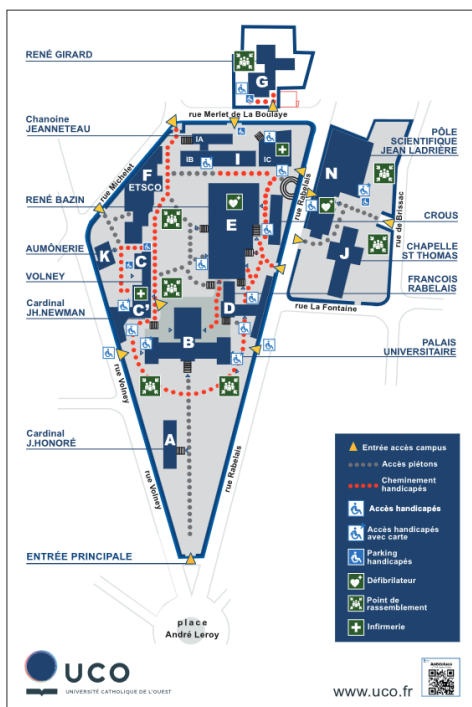 RENÉ GIRARD
G
rue Merlet de La Boulaye
Chanoine
JEANNETEAU
IA
IB
I
IC
N
PÔLE
SCIENTIFIQUE
JEAN LADRIÈRE
rue Michelet
F
ETSCO
RENÉ BAZIN
E
rue Rabelais
rue de Brissac
CROUS
CHAPELLE
ST THOMAS
AUMÔNERIE
K
C
J
VOLNEY
FRANCOIS
RABELAIS
Cardinal
JH.NEWMAN
C'
D
rue La Fontaine
B
PALAIS
UNIVERSITAIRE
rue Volney
Cardinal
J.HONORÉ
A
rue Volney
rue Rabelais
ENTRÉE PRINCIPALE
place
André Leroy
Entrée accès campus
Accès piétons
Cheminement
handicapés
Accès handicapés
Accès handicapés
avec carte
Parking
handicapés
Défibrilateur
Point de
rassemblement
Infirmerie
UCO
UNIVERSITÉ CATHOLIQUE DE L'OUEST
www.uco.fr